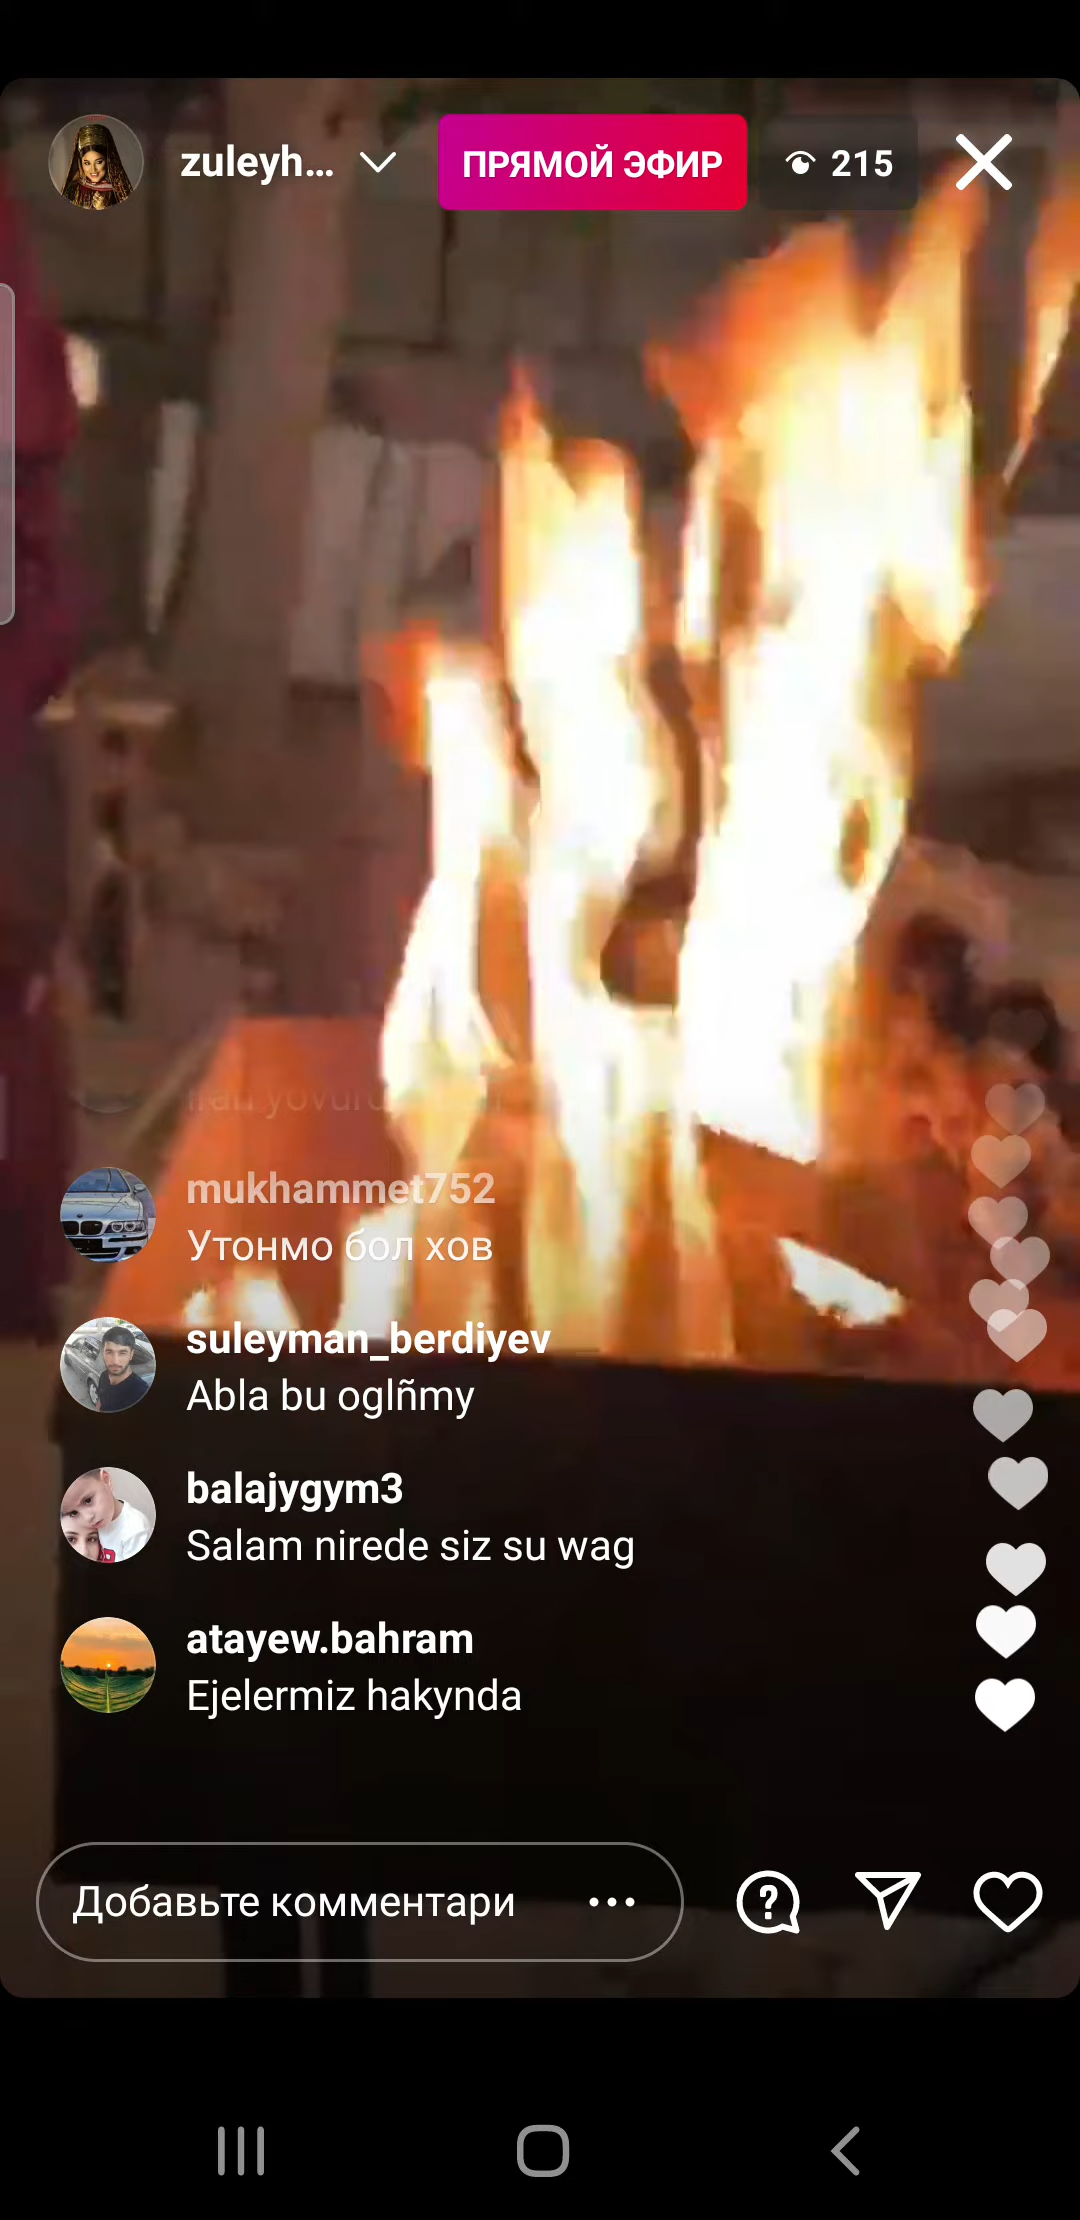 zuleyh...
ПРЯМОЙ ЭФИР
215
mukhammet752
Утонмо бол хов
suleyman_berdiyev
Abla bu oglñmy
balajygym3
Salam nirede siz su wag
atayew.bahram
Ejelermiz hakynda
Добавьте комментари